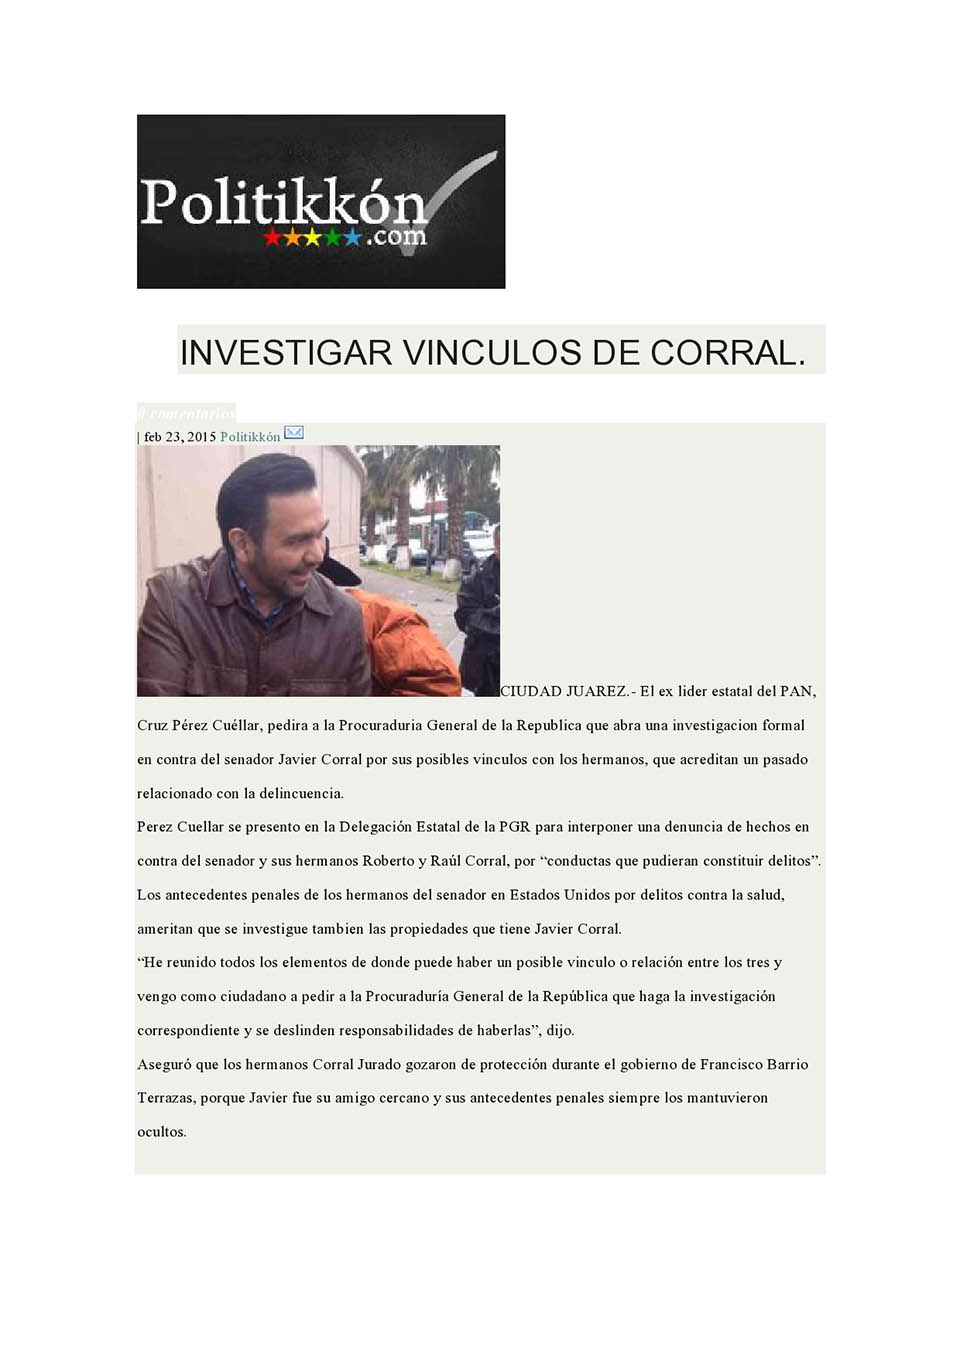 Politikkón
.com
INVESTIGAR VINCULOS DE CORRAL.
0 comentarios
| feb 23, 2015 Politikkón
CIUDAD JUAREZ.- El ex lider estatal del PAN,
Cruz Pérez Cuéllar, pedira a la Procuraduria General de la Republica que abra una investigacion formal
en contra del senador Javier Corral por sus posibles vinculos con los hermanos, que acreditan un pasado
relacionado con la delincuencia.
Perez Cuellar se presento en la Delegación Estatal de la PGR para interponer una denuncia de hechos en
contra del senador y sus hermanos Roberto y Raúl Corral, por “conductas que pudieran constituir delitos”.
Los antecedentes penales de los hermanos del senador en Estados Unidos por delitos contra la salud,
ameritan que se investigue tambien las propiedades que tiene Javier Corral.
“He reunido todos los elementos de donde puede haber un posible vinculo o relación entre los tres y
vengo como ciudadano a pedir a la Procuraduría General de la República que haga la investigación
correspondiente y se deslinden responsabilidades de haberlas”, dijo.
Aseguró que los hermanos Corral Jurado gozaron de protección durante el gobierno de Francisco Barrio
Terrazas, porque Javier fue su amigo cercano y sus antecedentes penales siempre los mantuvieron
ocultos.